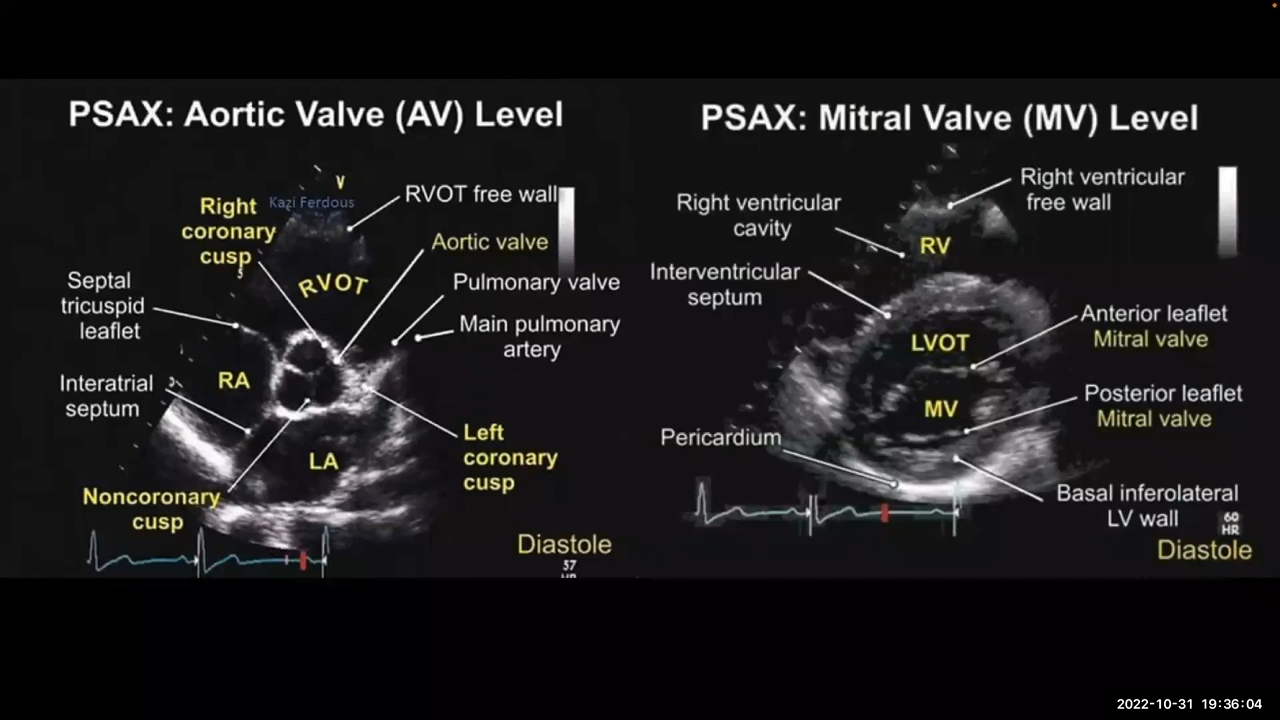 PSAX: Aortic Valve (AV) Level
V
Kazi Ferdous
RVOT free wall
Right
coronary
cusp
Aortic valve
RVOT
Pulmonary valve
Septal
tricuspid
leaflet
Main pulmonary
artery
RA
Interatrial
septum
LA
Left
coronary
cusp
Noncoronary
cusp
Diastole
57
HR
PSAX: Mitral Valve (MV) Level
Right ventricular
free wall
Right ventricular
cavity
RV
Interventricular
septum
Anterior leaflet
Mitral valve
LVOT
Posterior leaflet
Mitral valve
MV
Pericardium
Basal inferolateral
LV wall
60
HR
Diastole
2022-10-31 19:36:04